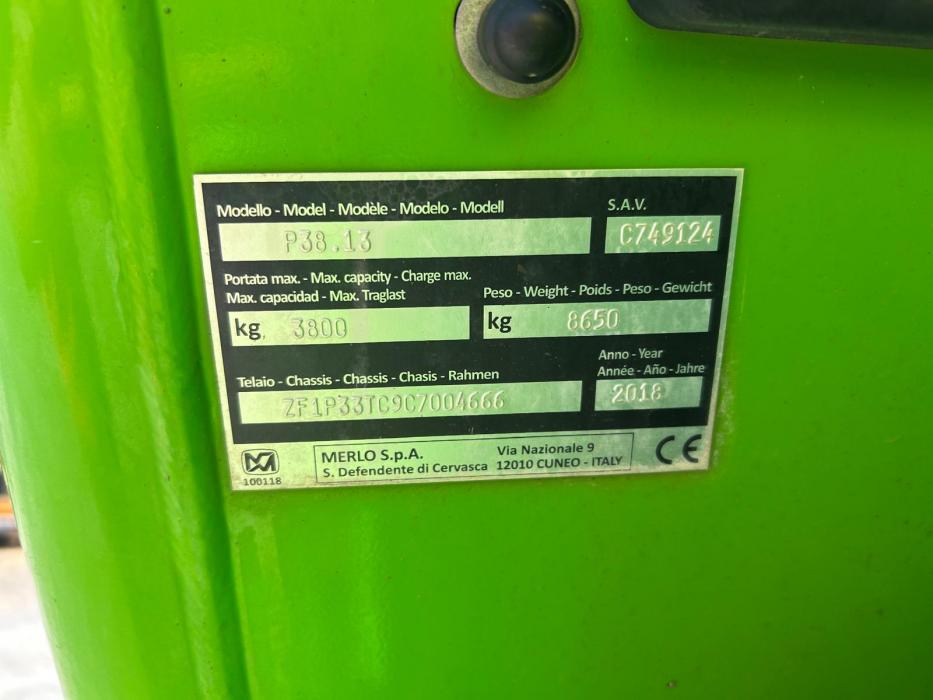 Modello - Model - Modèle - Modelo - Modell
S.A.V.
P38.13
C749124
Portata max. - Max. capacity - Charge max.
Max. capacidad - Max. Traglast
Peso - Weight - Poids - Peso - Gewicht
kg 3800
kg 8650
Telaio - Chassis - Chassis - Chasis - Rahmen
Anno - Year
Année - Año - Jahre
ZF1P33TC9C7004666
2018
100118
MERLO S.p.A.
S. Defendente di Cervasca
Via Nazionale 9
12010 CUNEO - ITALY
CE